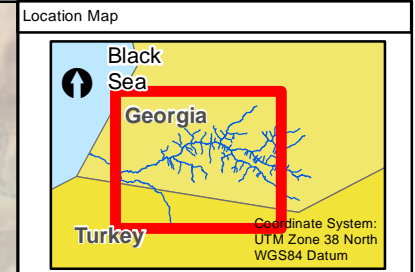 Location Map
Black
Sea
Georgia
Turkey
Coordinate System:
UTM Zone 38 North
WGS84 Datum